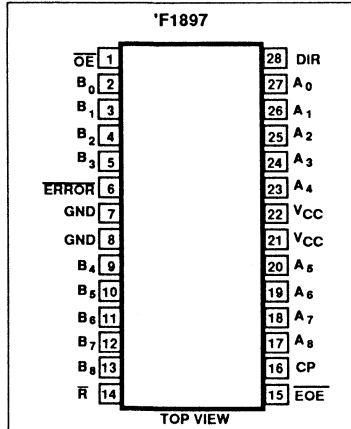 'F1897
OE 1 28 DIR
B0 2 27 A0
B1 3 26 A1
B2 4 25 A2
B3 5 24 A3
ERROR 6 23 A4
GND 7 22 VCC
GND 8 21 VCC
B4 9 20 A5
B5 10 19 A6
B6 11 18 A7
B7 12 17 A8
B8 13 16 CP
R 14 15 EOE
TOP VIEW